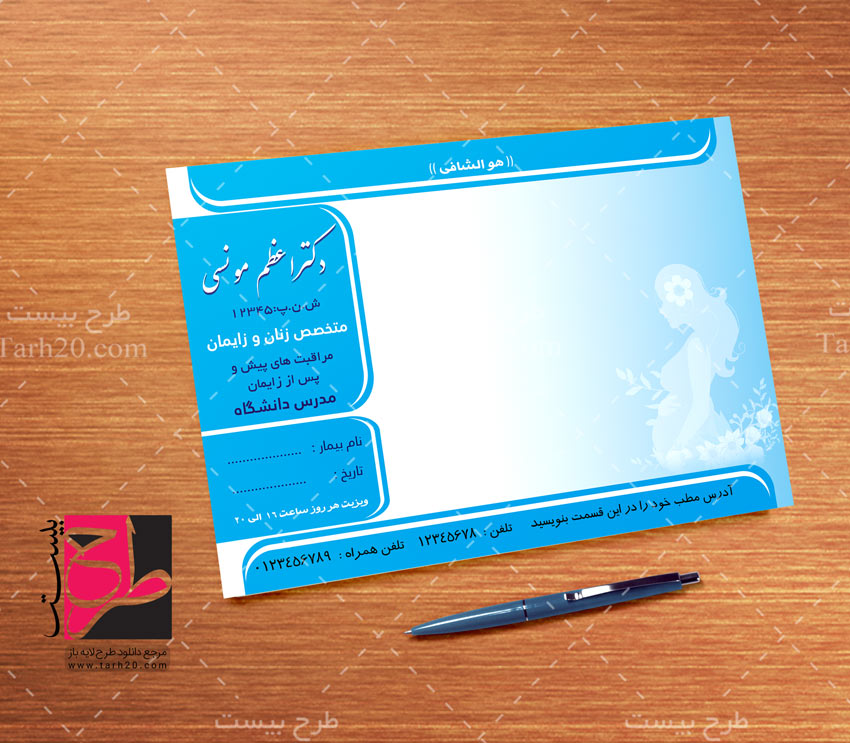 (( هو الشافی ))
دکتر اعظم مونسی
ش.ن.پ:۱۲۳۴۵
متخصص زنان و زایمان
مراقبت های پیش و
پس از زایمان
مدرس دانشگاه
نام بیمار : ....................
تاریخ : ....................
ویزیت هر روز ساعت ۱۶ الی ۲۰
آدرس مطب خود را در این قسمت بنویسید تلفن : ۱۲۳۴۵۶۷۸ تلفن همراه : ۰۱۲۳۴۵۶۷۸۹
طرح بیست
Tarh20.com
طرح
بیست
مرجع دانلود طرح لایه باز
www.tarh20.com
طرح بیست
طرح بیست